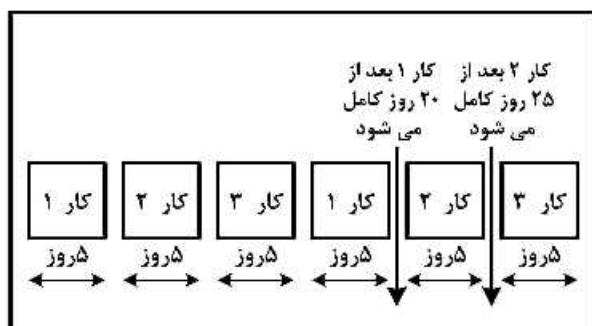 کار ۲ بعد از
۲۵ روز کامل
می شود
کار ۱ بعد از
۲۰ روز کامل
می شود
کار ۳
کار ۲
کار ۱
کار ۳
کار ۲
کار ۱
۵روز
۵روز
۵روز
۵روز
۵روز
۵روز